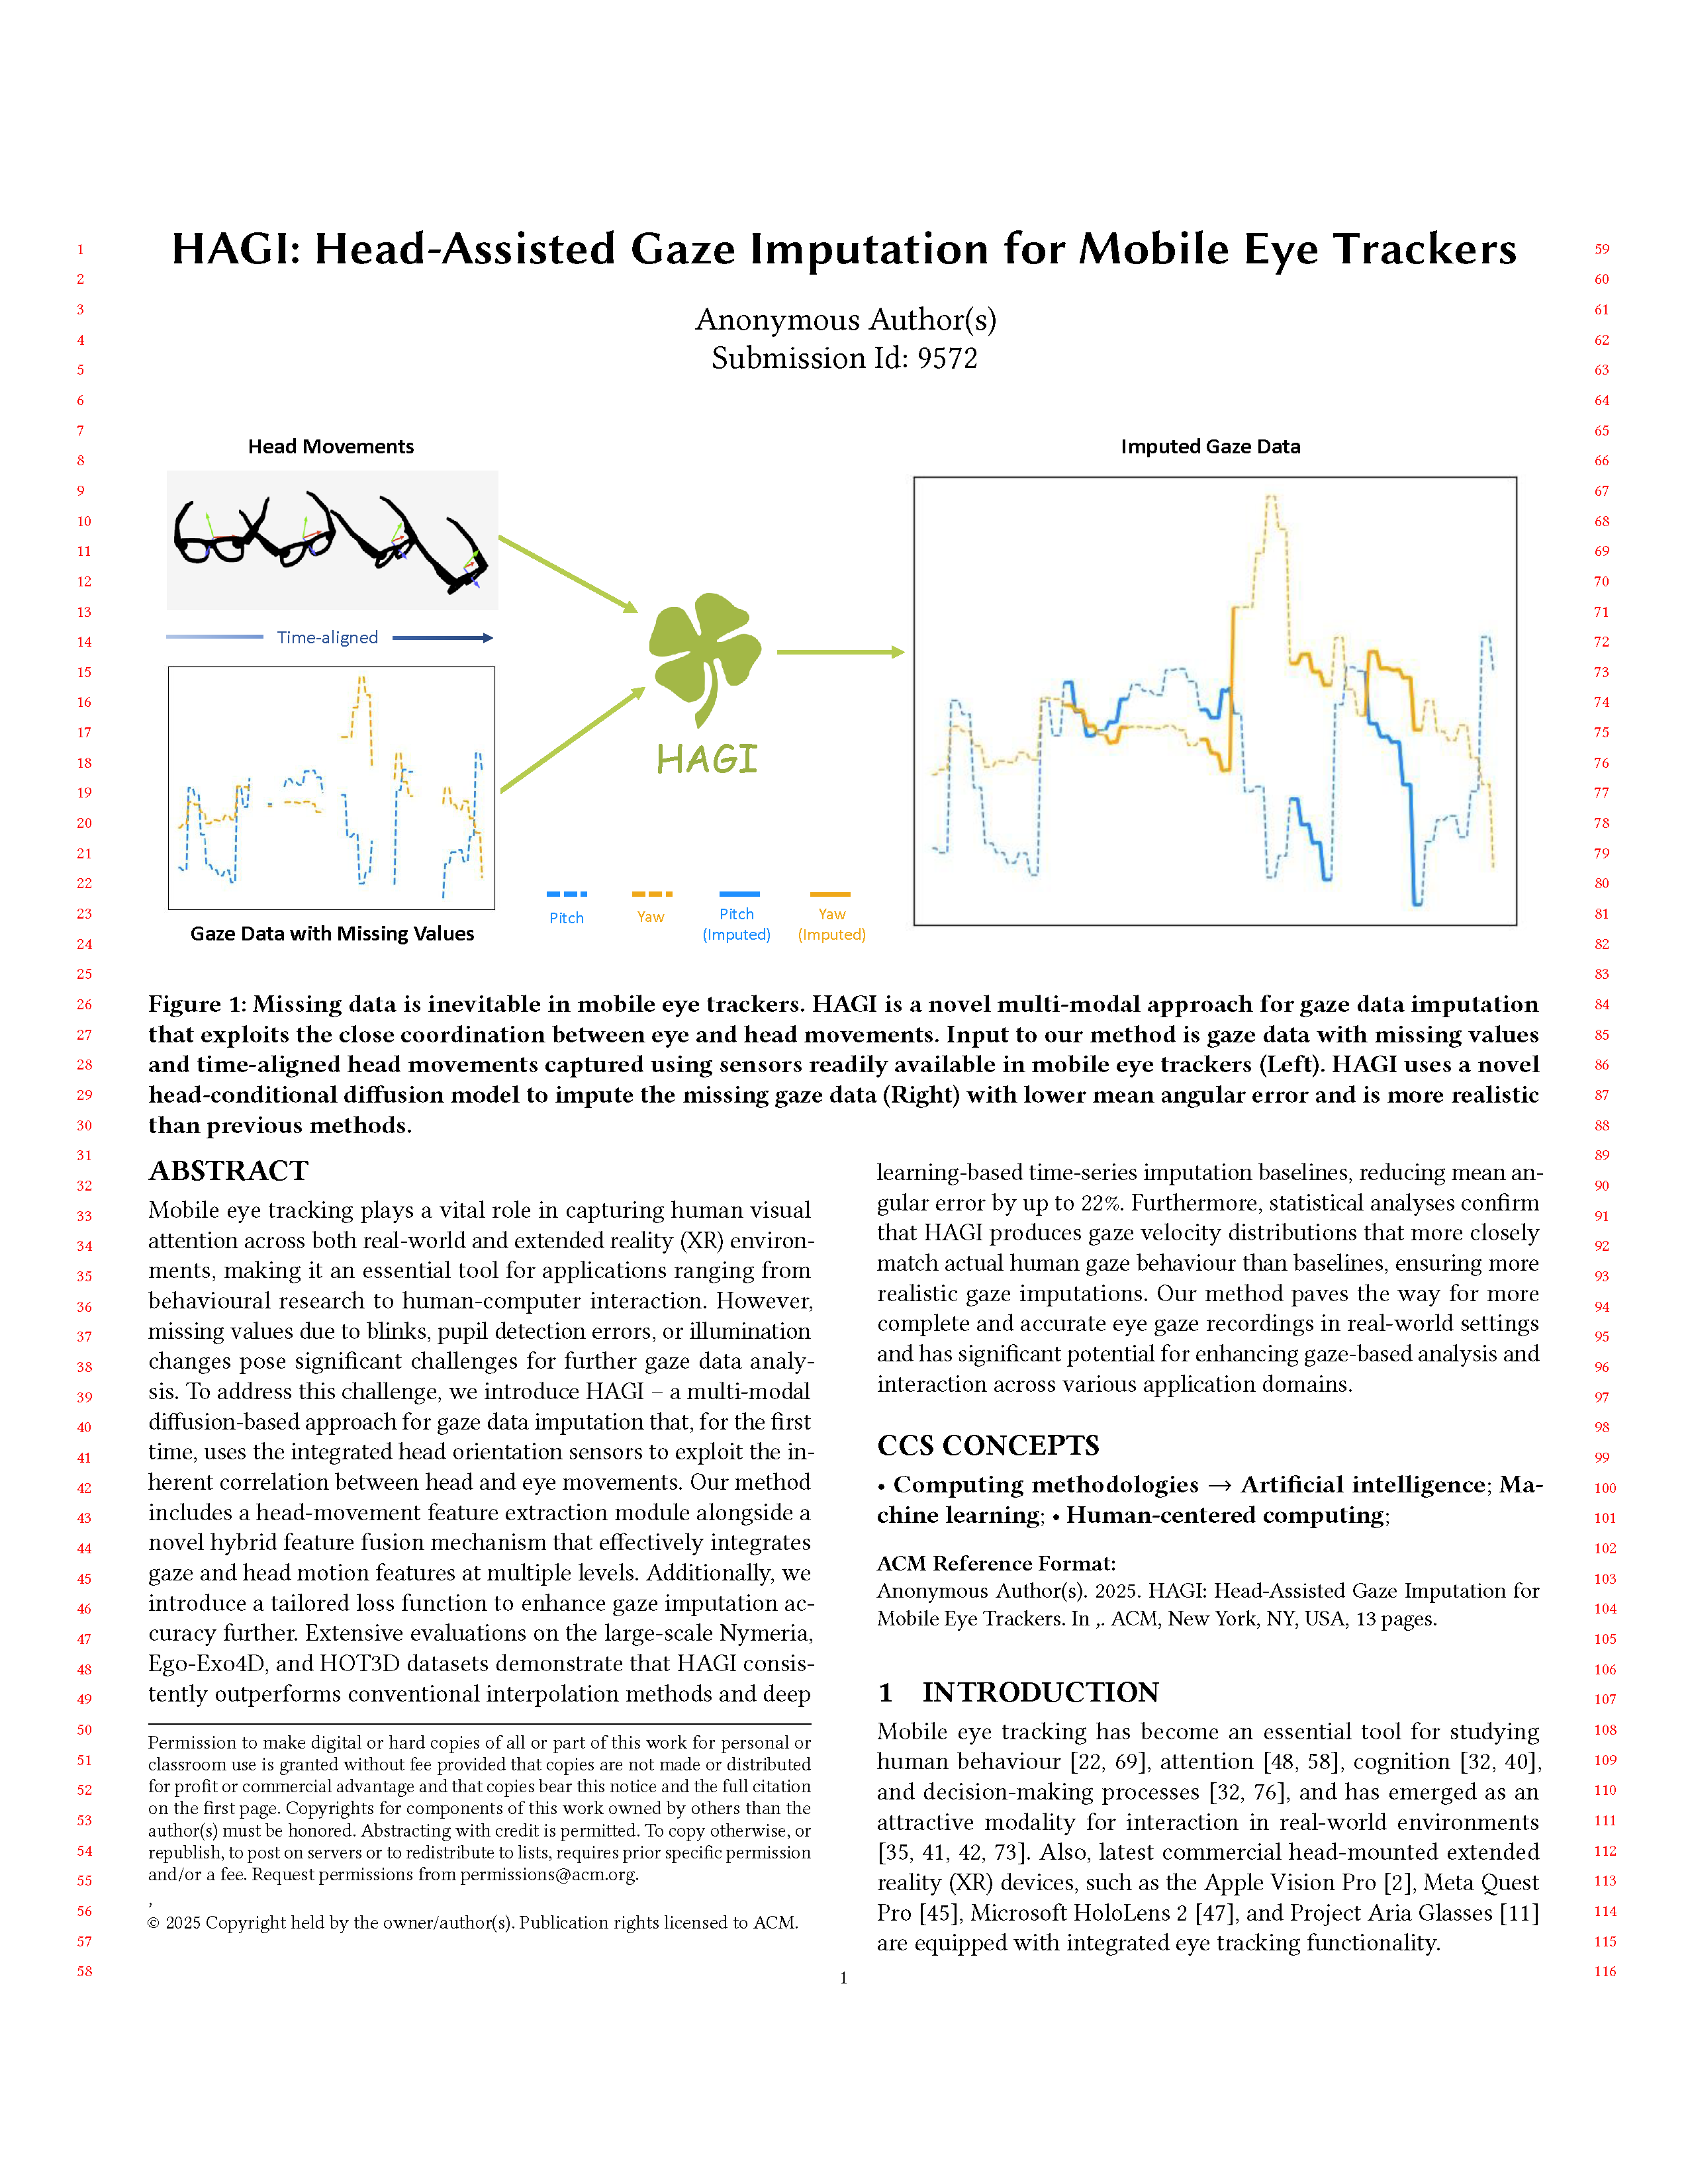 HAGI: Head-Assisted Gaze Imputation for Mobile Eye Trackers
Anonymous Author(s)
Submission Id: 9572
Head Movements
Time-aligned
Gaze Data with Missing Values
HAGI
Pitch
Yaw
Pitch
(Imputed)
Yaw
(Imputed)
Imputed Gaze Data
Figure 1: Missing data is inevitable in mobile eye trackers. HAGI is a novel multi-modal approach for gaze data imputation
that exploits the close coordination between eye and head movements. Input to our method is gaze data with missing values
and time-aligned head movements captured using sensors readily available in mobile eye trackers (Left). HAGI uses a novel
head-conditional diffusion model to impute the missing gaze data (Right) with lower mean angular error and is more realistic
than previous methods.
ABSTRACT
Mobile eye tracking plays a vital role in capturing human visual
attention across both real-world and extended reality (XR) environ-
ments, making it an essential tool for applications ranging from
behavioural research to human-computer interaction. However,
missing values due to blinks, pupil detection errors, or illumination
changes pose significant challenges for further gaze data analy-
sis. To address this challenge, we introduce HAGI – a multi-modal
diffusion-based approach for gaze data imputation that, for the first
time, uses the integrated head orientation sensors to exploit the in-
herent correlation between head and eye movements. Our method
includes a head-movement feature extraction module alongside a
novel hybrid feature fusion mechanism that effectively integrates
gaze and head motion features at multiple levels. Additionally, we
introduce a tailored loss function to enhance gaze imputation ac-
curacy further. Extensive evaluations on the large-scale Nymeria,
Ego-Exo4D, and HOT3D datasets demonstrate that HAGI consis-
tently outperforms conventional interpolation methods and deep
Permission to make digital or hard copies of all or part of this work for personal or
classroom use is granted without fee provided that copies are not made or distributed
for profit or commercial advantage and that copies bear this notice and the full citation
on the first page. Copyrights for components of this work owned by others than the
author(s) must be honored. Abstracting with credit is permitted. To copy otherwise, or
republish, to post on servers or to redistribute to lists, requires prior specific permission
and/or a fee. Request permissions from permissions@acm.org.
,
© 2025 Copyright held by the owner/author(s). Publication rights licensed to ACM.
learning-based time-series imputation baselines, reducing mean an-
gular error by up to 22%. Furthermore, statistical analyses confirm
that HAGI produces gaze velocity distributions that more closely
match actual human gaze behaviour than baselines, ensuring more
realistic gaze imputations. Our method paves the way for more
complete and accurate eye gaze recordings in real-world settings
and has significant potential for enhancing gaze-based analysis and
interaction across various application domains.
CCS CONCEPTS
• Computing methodologies → Artificial intelligence; Ma-
chine learning; • Human-centered computing;
ACM Reference Format:
Anonymous Author(s). 2025. HAGI: Head-Assisted Gaze Imputation for
Mobile Eye Trackers. In ,. ACM, New York, NY, USA, 13 pages.
1 INTRODUCTION
Mobile eye tracking has become an essential tool for studying
human behaviour [22, 69], attention [48, 58], cognition [32, 40],
and decision-making processes [32, 76], and has emerged as an
attractive modality for interaction in real-world environments
[35, 41, 42, 73]. Also, latest commercial head-mounted extended
reality (XR) devices, such as the Apple Vision Pro [2], Meta Quest
Pro [45], Microsoft HoloLens 2 [47], and Project Aria Glasses [11]
are equipped with integrated eye tracking functionality.
1
1
2
3
4
5
6
7
8
9
10
11
12
13
14
15
16
17
18
19
20
21
22
23
24
25
26
27
28
29
30
31
32
33
34
35
36
37
38
39
40
41
42
43
44
45
46
47
48
49
50
51
52
53
54
55
56
57
58
59
60
61
62
63
64
65
66
67
68
69
70
71
72
73
74
75
76
77
78
79
80
81
82
83
84
85
86
87
88
89
90
91
92
93
94
95
96
97
98
99
100
101
102
103
104
105
106
107
108
109
110
111
112
113
114
115
116